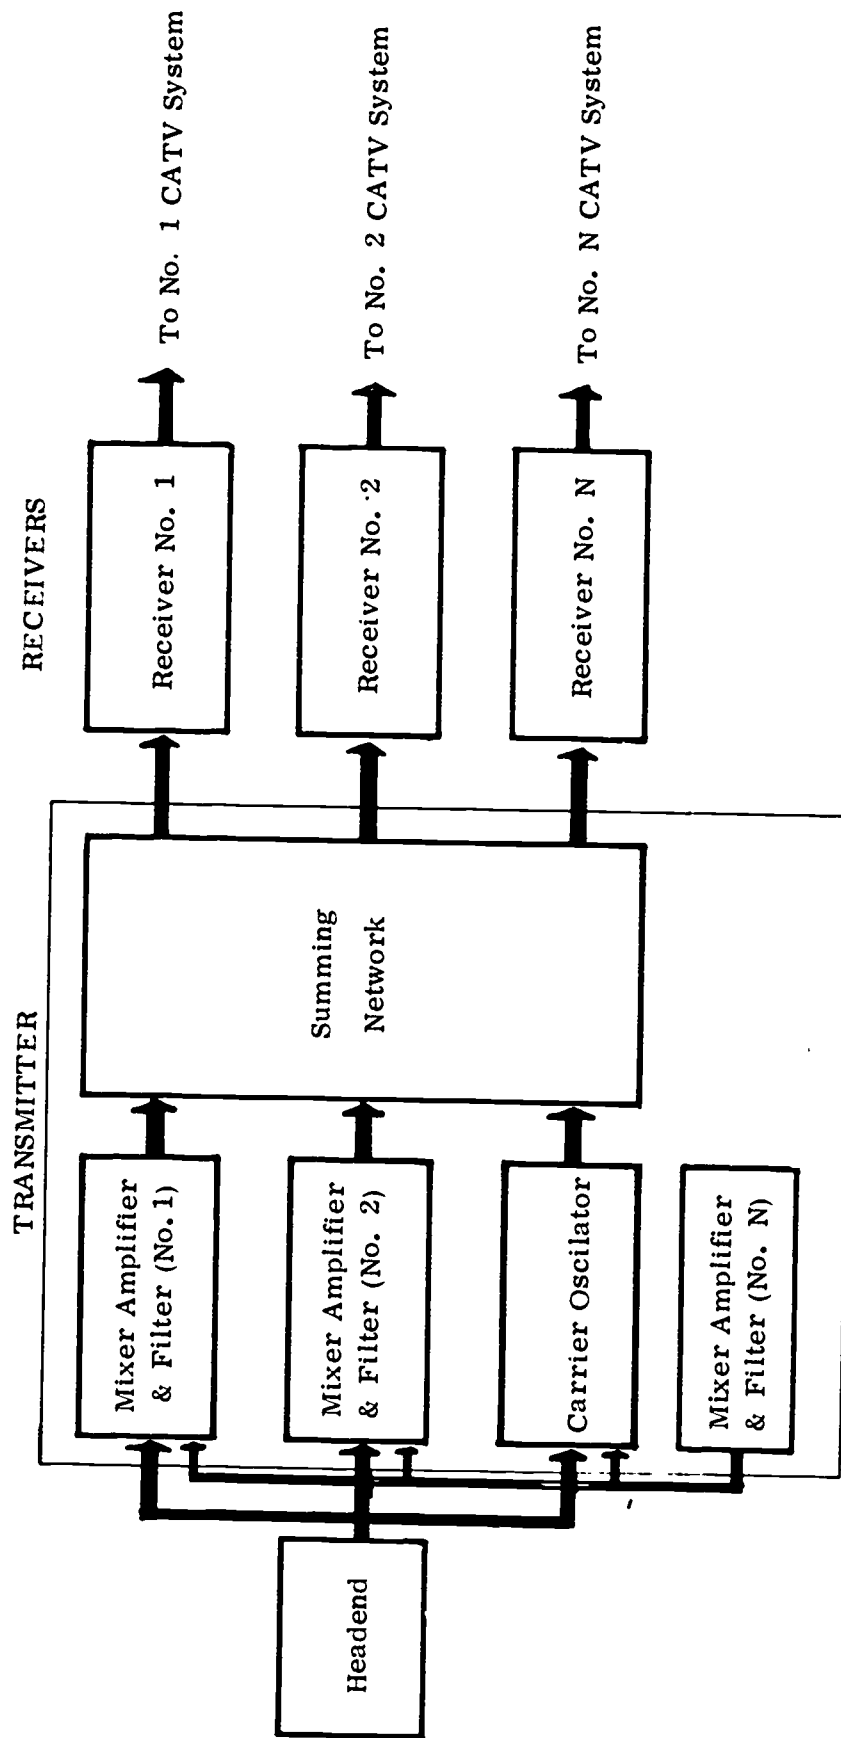 TRANSMITTER
RECEIVERS
Headend
Mixer Amplifier
& Filter (No. 1)
Mixer Amplifier
& Filter (No. 2)
Carrier Oscilator
Mixer Amplifier
& Filter (No. N)
Summing
Network
Receiver No. 1
Receiver No. 2
Receiver No. N
To No. 1 CATV System
To No. 2 CATV System
To No. N CATV System